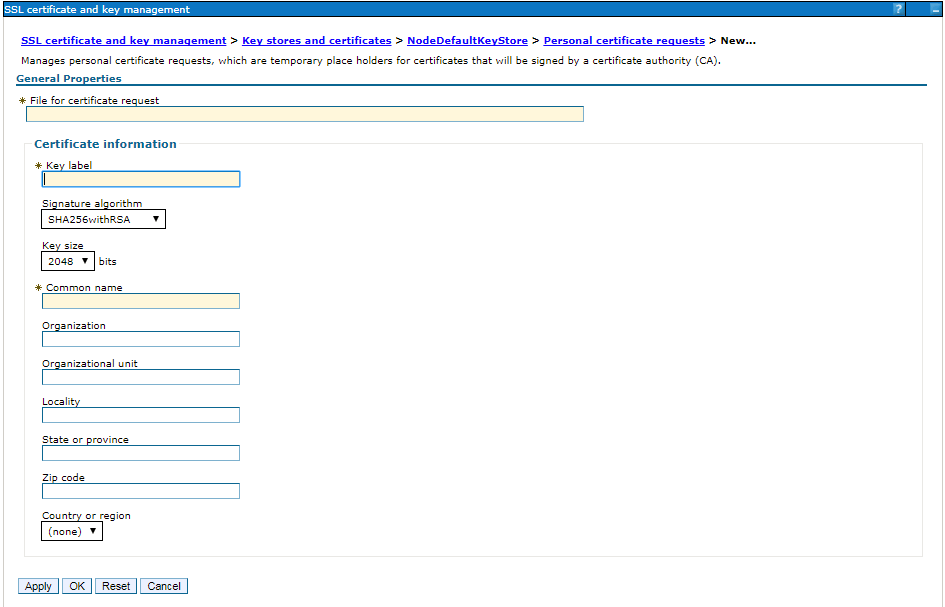 SSL certificate and key management ? _
SSL certificate and key management > Key stores and certificates > NodeDefaultKeyStore > Personal certificate requests > New...
Manages personal certificate requests, which are temporary place holders for certificates that will be signed by a certificate authority (CA).
General Properties
* File for certificate request
Certificate information
* Key label
Signature algorithm
SHA256withRSA ▼
Key size
2048 ▼ bits
* Common name
Organization
Organizational unit
Locality
State or province
Zip code
Country or region
(none) ▼
Apply OK Reset Cancel